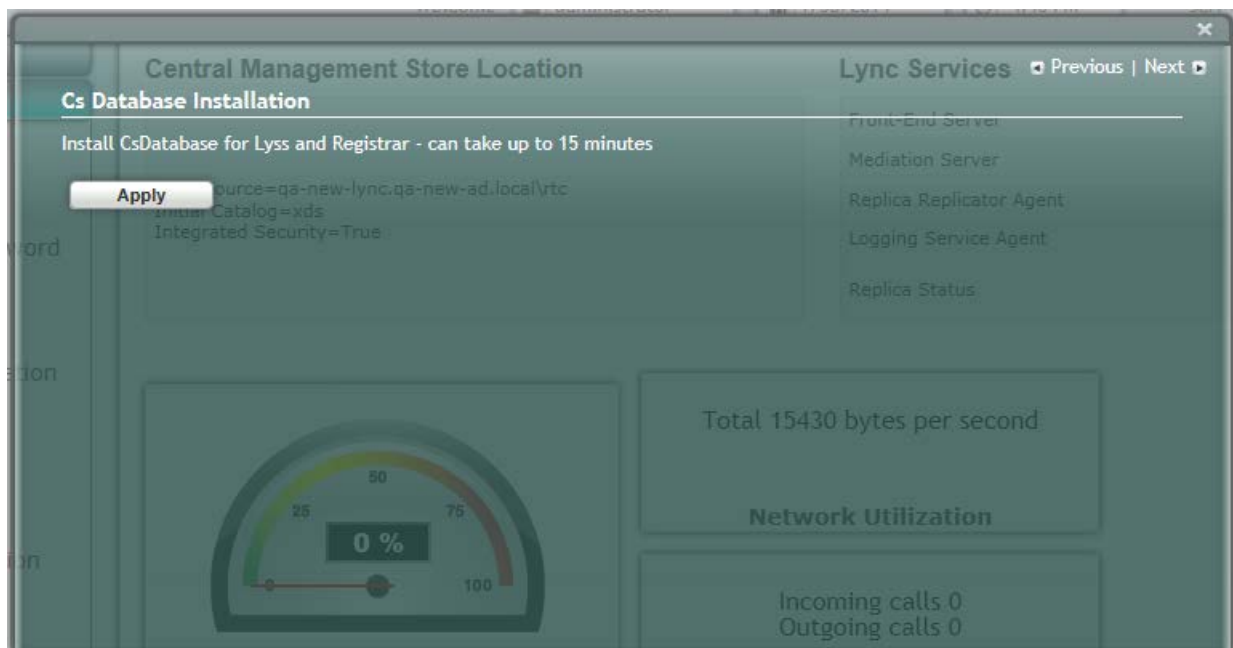 Central Management Store Location
Lync Services
Previous | Next
Cs Database Installation
Front-End Server
Install CsDatabase for Lyss and Registrar - can take up to 15 minutes
Mediation Server
Apply
ource=qa-new-lync.qa-new-ad.local\rtc
Initial Catalog=xds
Integrated Security=True
Replica Replicator Agent
Logging Service Agent
Replica Status
word
Total 15430 bytes per second
Network Utilization
0
25
50
75
100
0 %
Incoming calls 0
Outgoing calls 0